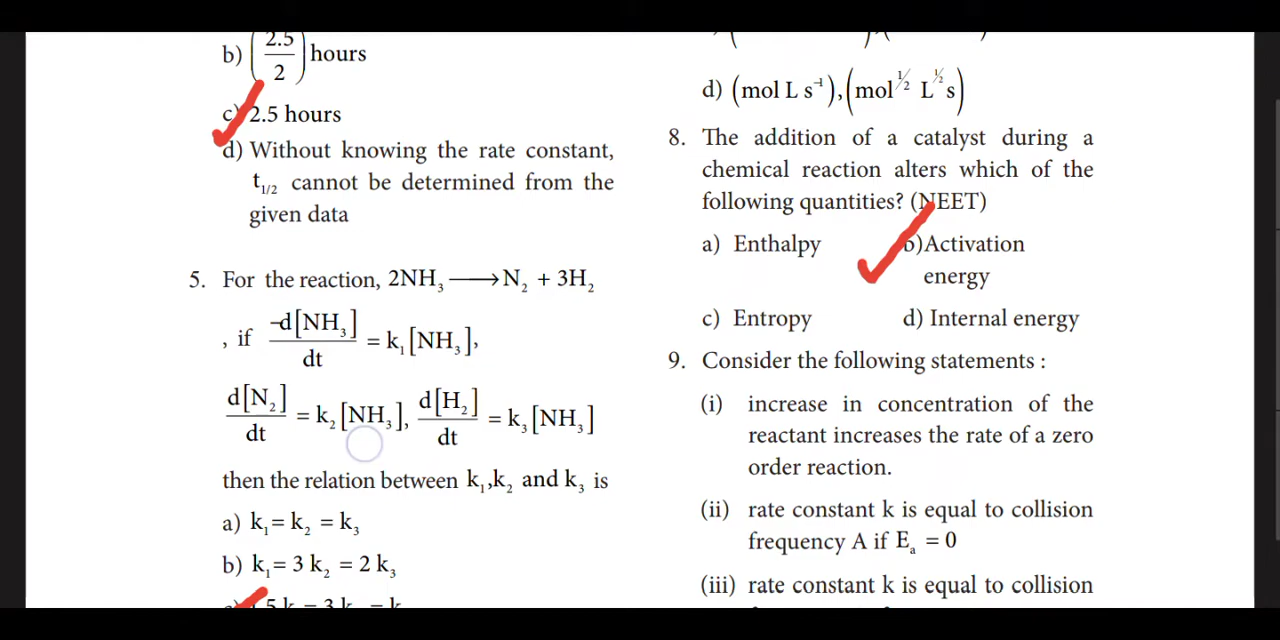 b) (2.5/2) hours
c) 2.5 hours
d) Without knowing the rate constant,
t₁/₂ cannot be determined from the
given data
5. For the reaction, 2NH₃ ⟶ N₂ + 3H₂
, if -d[NH₃]/dt = k₁[NH₃],
d[N₂]/dt = k₂[NH₃], d[H₂]/dt = k₃[NH₃]
then the relation between k₁,k₂ and k₃ is
a) k₁= k₂ = k₃
b) k₁= 3 k₂ = 2 k₃
5k = 3k = k
d) (mol L s⁻¹),(mol^½ L^½ s)
8. The addition of a catalyst during a
chemical reaction alters which of the
following quantities? (NEET)
a) Enthalpy b)Activation
energy
c) Entropy d) Internal energy
9. Consider the following statements :
(i) increase in concentration of the
reactant increases the rate of a zero
order reaction.
(ii) rate constant k is equal to collision
frequency A if Eₐ = 0
(iii) rate constant k is equal to collision